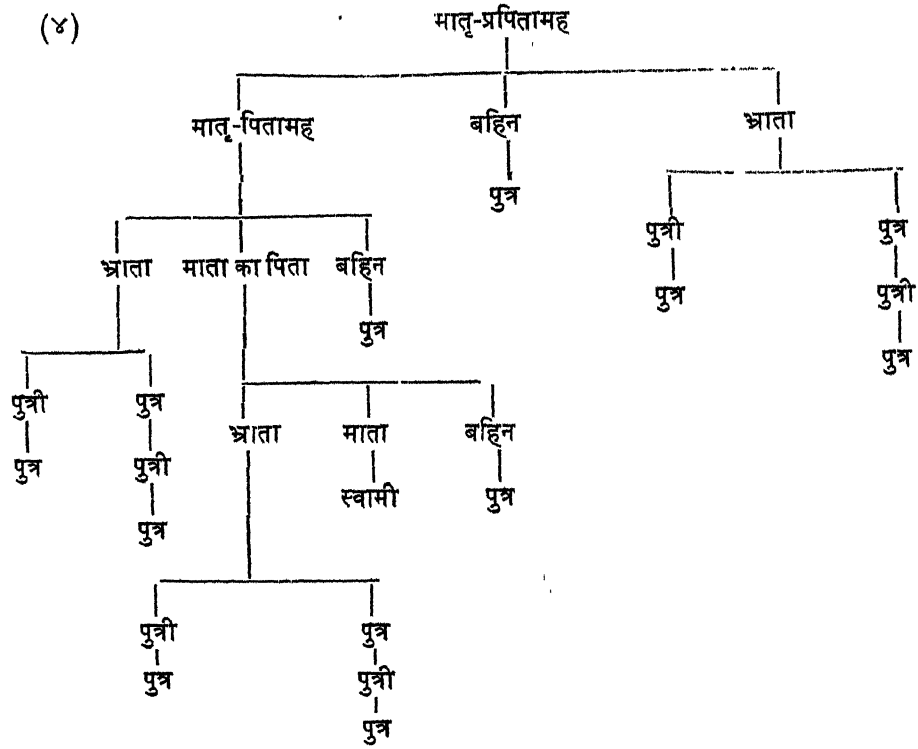 (४)
मातृ-प्रपितामह
मातृ-पितामह बहिन भ्राता
पुत्र
पुत्री पुत्र
भ्राता माता का पिता बहिन
पुत्र पुत्री
पुत्र
पुत्र
पुत्री पुत्र
भ्राता माता बहिन
पुत्र पुत्री
स्वामी पुत्र
पुत्र
पुत्री पुत्र
पुत्र पुत्री
पुत्र